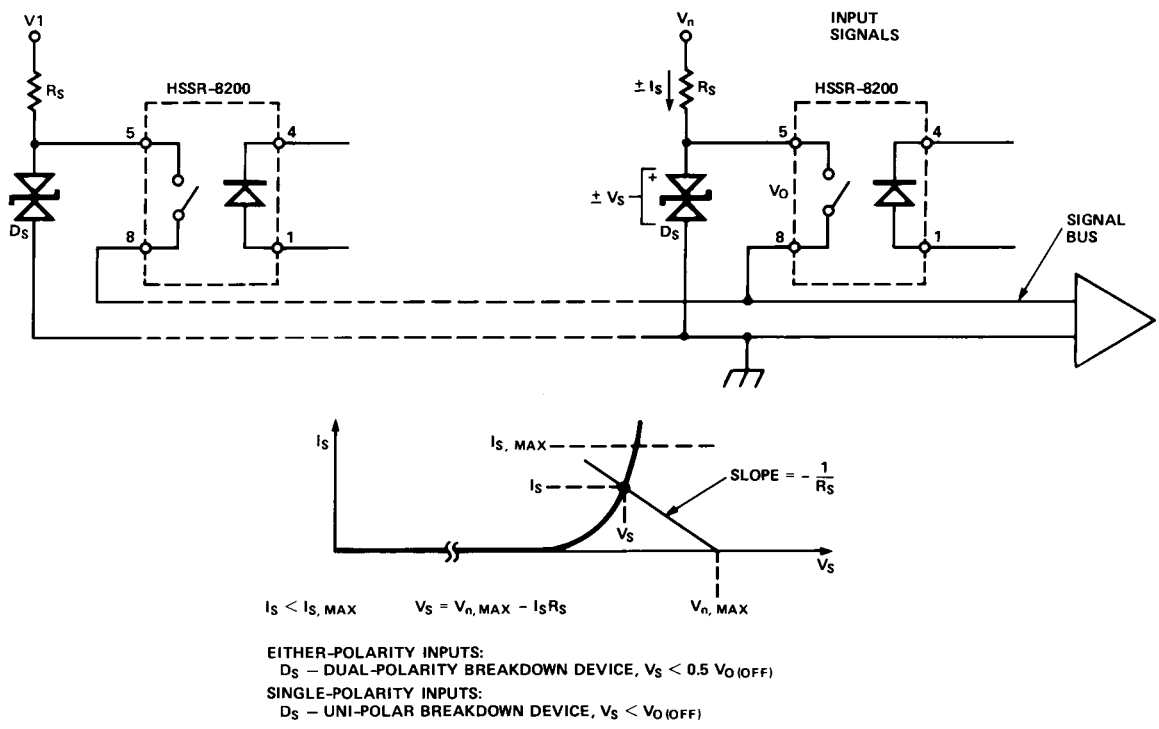 V1
Vn
INPUT
SIGNALS
RS
HSSR-8200
± IS
RS
HSSR-8200
5
4
5
4
± VS
+
VO
DS
8
1
DS
8
1
SIGNAL
BUS
IS
IS, MAX
SLOPE = - 1/RS
IS
VS
VS
IS < IS, MAX VS = Vn, MAX - ISRS
Vn, MAX
EITHER-POLARITY INPUTS:
DS – DUAL-POLARITY BREAKDOWN DEVICE, VS < 0.5 VO (OFF)
SINGLE-POLARITY INPUTS:
DS – UNI-POLAR BREAKDOWN DEVICE, VS < VO (OFF)